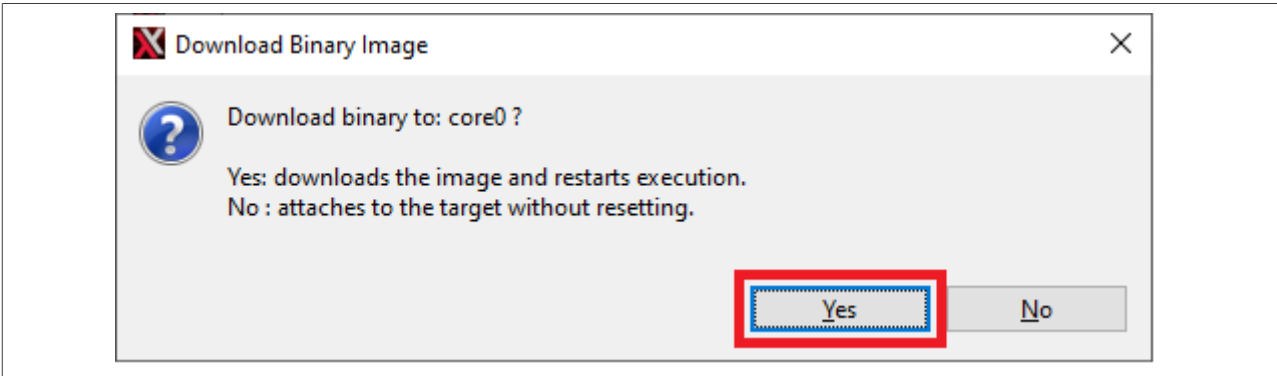 Download Binary Image
Download binary to: core0 ?
Yes: downloads the image and restarts execution.
No : attaches to the target without resetting.
Yes No